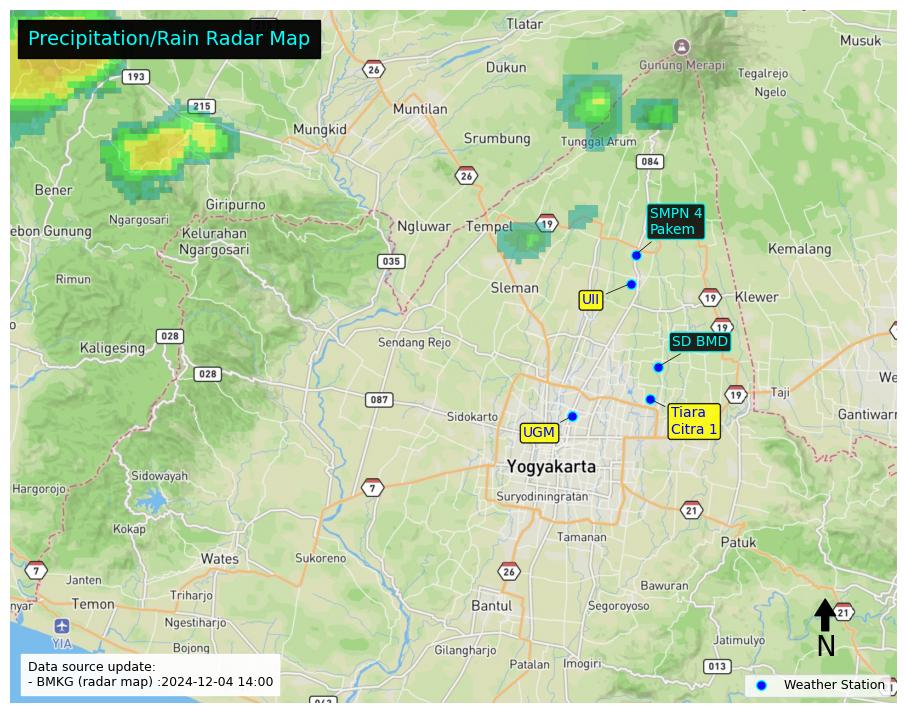 Precipitation/Rain Radar Map
Tlatar
Musuk
26
193
Dukun
Gunung Merapi
Tegalrejo
Ngelo
215
Muntilan
Mungkid
Srumbung
Tunggal Arum
084
26
Bener
Ngargosari
Giripurno
SMPN 4
Pakem
ebon Gunung
Kelurahan
Ngargosari
Ngluwar
Tempel
19
Kemalang
035
Rimun
Sleman
UII
19
Klewer
19
028
Kaligesing
Sendang Rejo
SD BMD
028
087
Sidokarto
19
Taji
We
Tiara
Citra 1
Gantiwarn
UGM
Yogyakarta
Sidowayah
Hargorojo
7
Suryodiningratan
21
Kokap
Tamanan
Patuk
Wates
Sukoreno
7
Janten
26
Bawuran
Triharjo
nyar
Temon
Bantul
Segoroyoso
21
Ngestiharjo
YIA
Bojong
Gilangharjo
Jatimulyo
N
Patalan
Imogiri
013
Data source update:
- BMKG (radar map) :2024-12-04 14:00
Weather Station